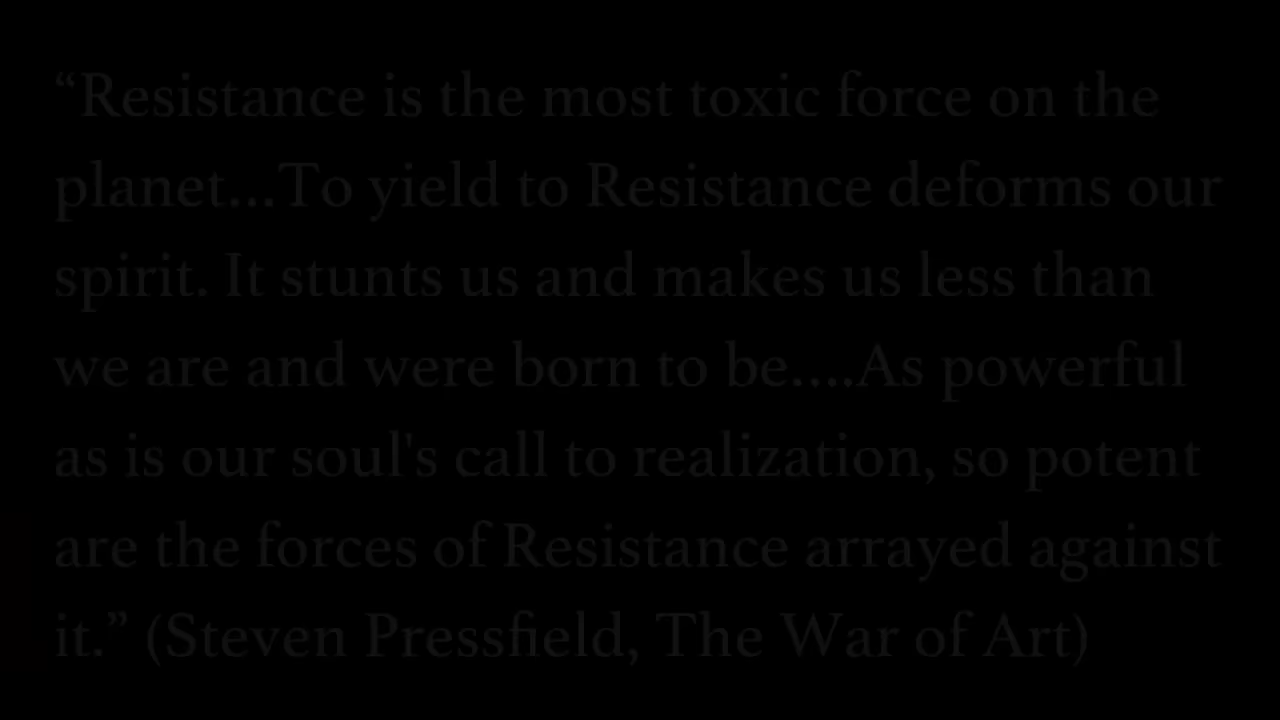 “Resistance is the most toxic force on the
planet...To yield to Resistance deforms our
spirit. It stunts us and makes us less than
we are and were born to be....As powerful
as is our soul's call to realization, so potent
are the forces of Resistance arrayed against
it.” (Steven Pressfield, The War of Art)